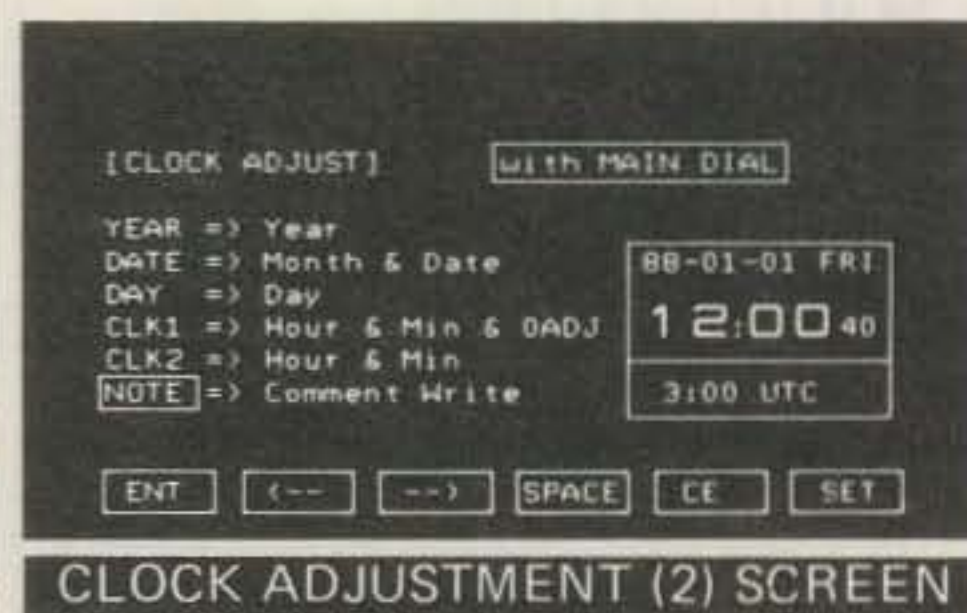 [CLOCK ADJUST] with MAIN DIAL
YEAR => Year
DATE => Month & Date
DAY => Day
CLK1 => Hour & Min & 0ADJ
CLK2 => Hour & Min
NOTE => Comment Write
88-01-01 FRI
12:00 40
3:00 UTC
ENT <-- --> SPACE CE SET
CLOCK ADJUSTMENT (2) SCREEN